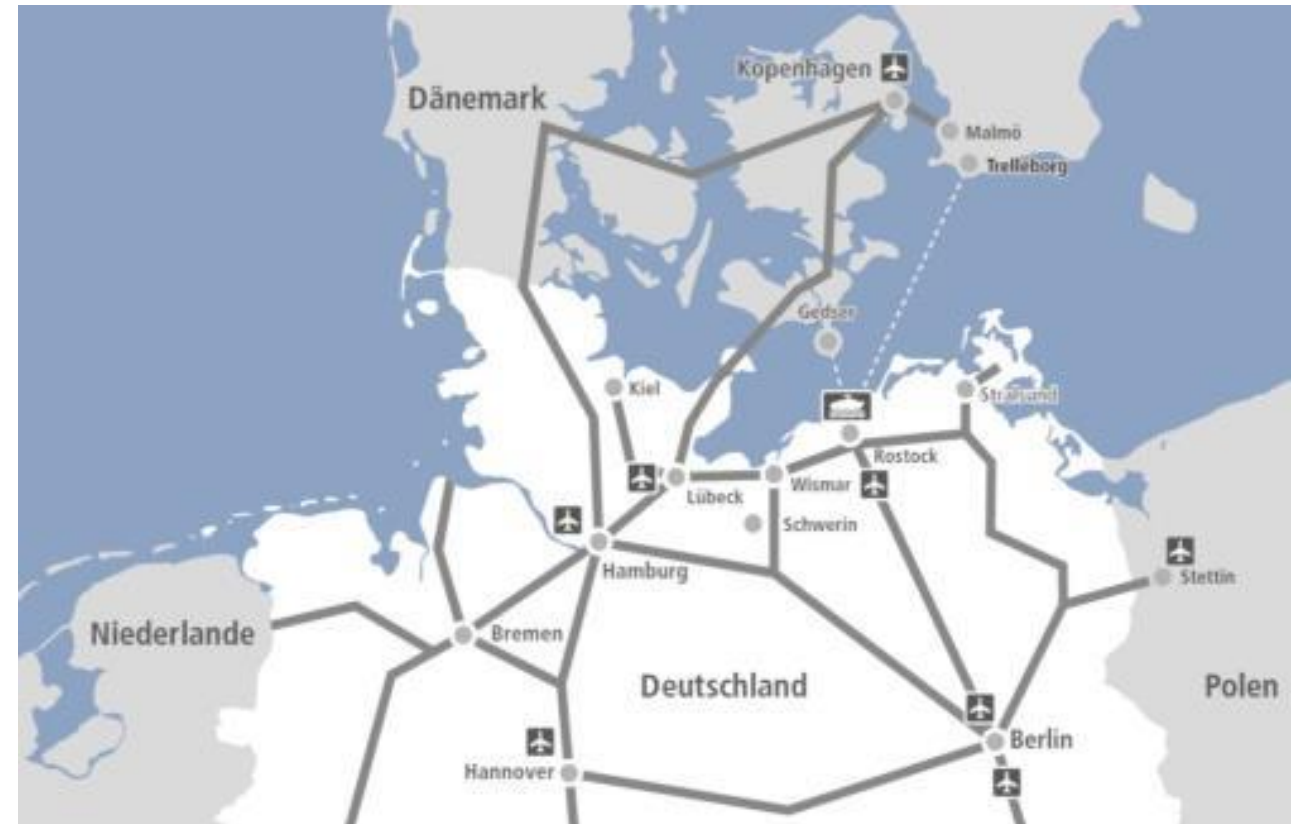 Kopenhagen
Dänemark
Malmö
Trelleborg
Gedser
Kiel
Stralsund
Rostock
Wismar
Lübeck
Schwerin
Hamburg
Stettin
Niederlande
Bremen
Deutschland
Polen
Berlin
Hannover